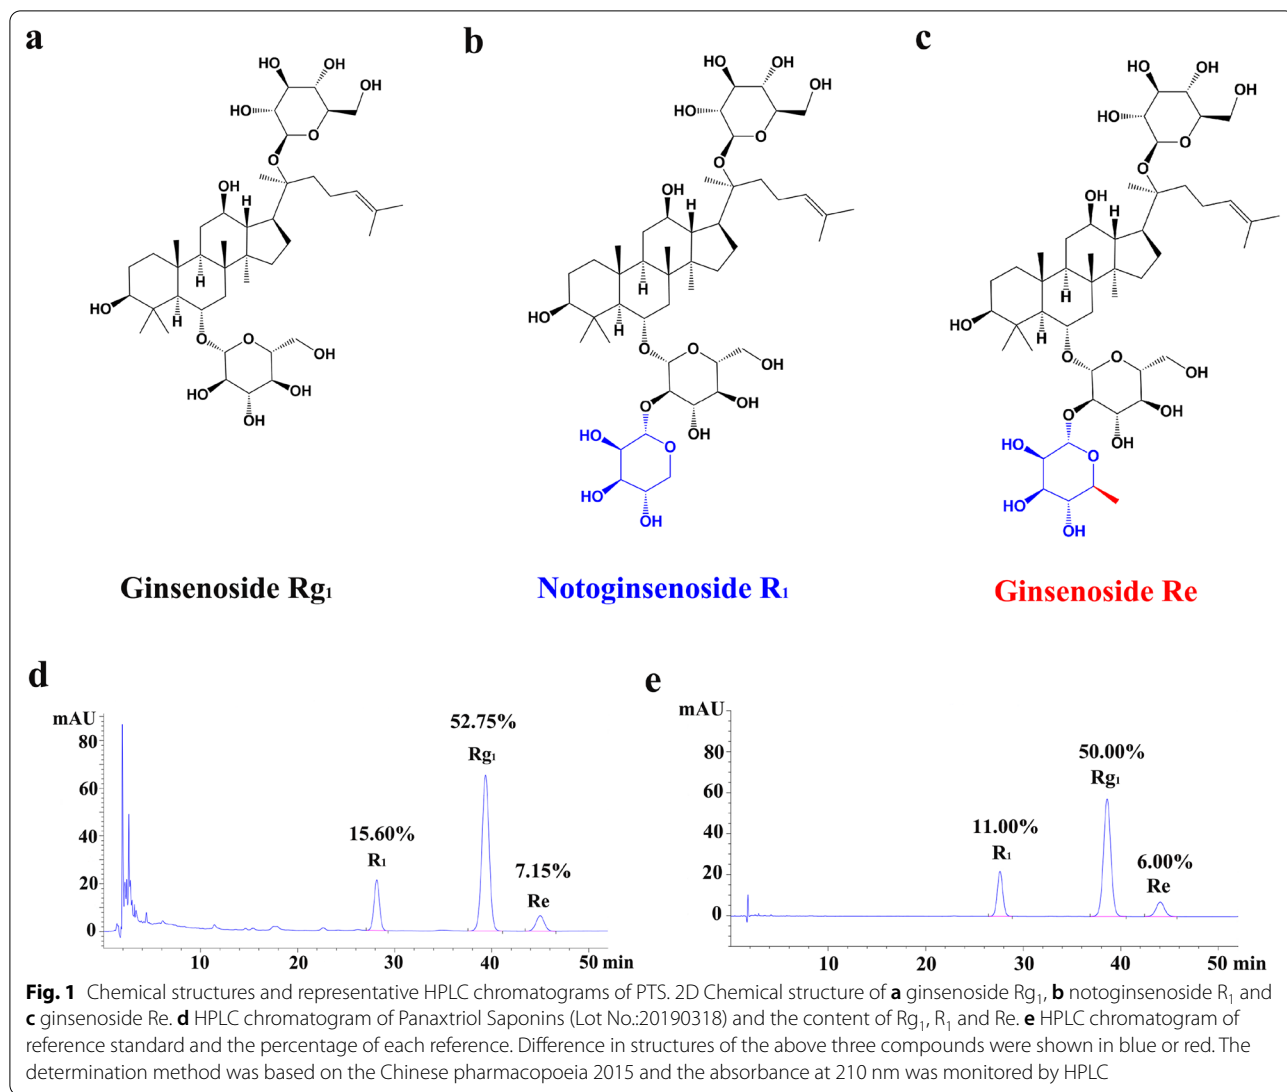 a
b
c
HO
OH
OH
HO
O
O
OH
H
H
H
HO
O
O
OH
HO
OH
OH
HO
OH
OH
HO
O
O
OH
H
H
H
HO
O
O
OH
O
OH
OH
HO
O
HO
OH
HO
OH
OH
HO
O
O
OH
H
H
H
HO
O
O
OH
O
OH
OH
HO
O
HO
OH
Ginsenoside Rg₁
Notoginsenoside R₁
Ginsenoside Re
d
mAU
80
60
40
20
0
15.60%
R₁
52.75%
Rg₁
7.15%
Re
10 20 30 40 50 min
e
mAU
80
60
40
20
0
11.00%
R₁
50.00%
Rg₁
6.00%
Re
10 20 30 40 50 min
Fig. 1 Chemical structures and representative HPLC chromatograms of PTS. 2D Chemical structure of a ginsenoside Rg₁, b notoginsenoside R₁ and
c ginsenoside Re. d HPLC chromatogram of Panaxtriol Saponins (Lot No.:20190318) and the content of Rg₁, R₁ and Re. e HPLC chromatogram of
reference standard and the percentage of each reference. Difference in structures of the above three compounds were shown in blue or red. The
determination method was based on the Chinese pharmacopoeia 2015 and the absorbance at 210 nm was monitored by HPLC